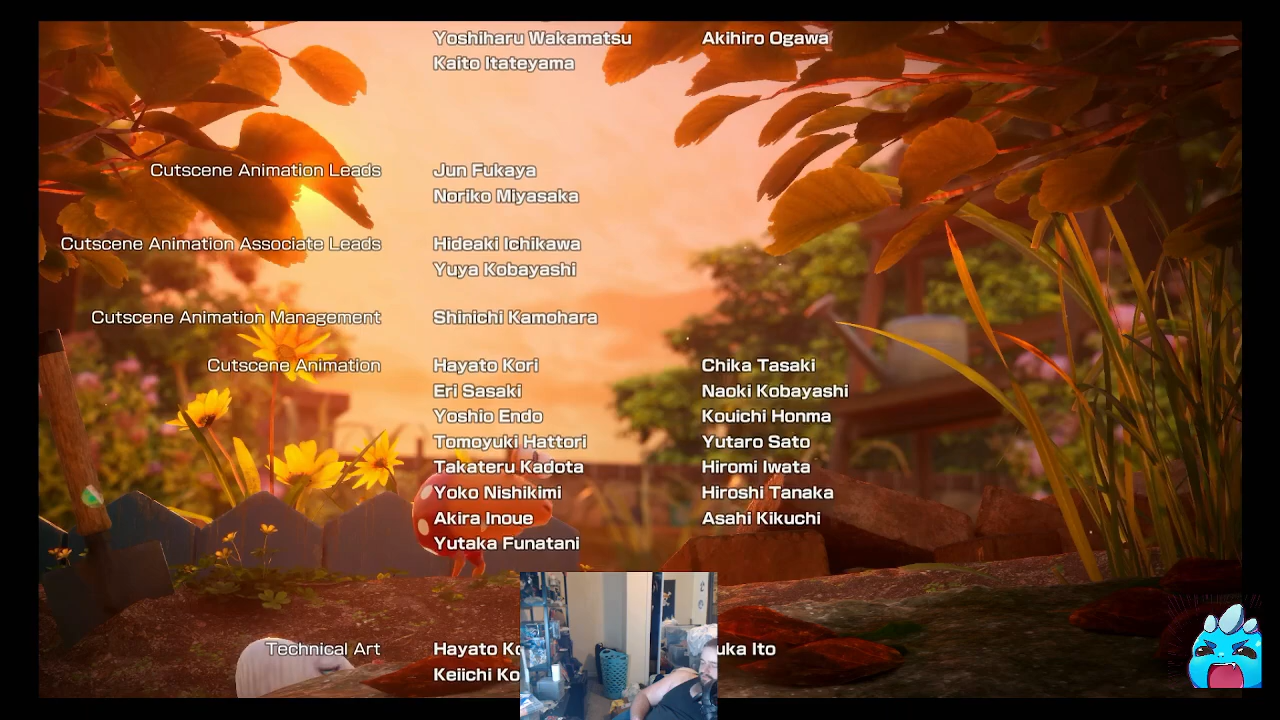 Yoshiharu Wakamatsu Akihiro Ogawa
Kaito Itateyama
Cutscene Animation Leads Jun Fukaya
Noriko Miyasaka
Cutscene Animation Associate Leads Hideaki Ichikawa
Yuya Kobayashi
Cutscene Animation Management Shinichi Kamohara
Cutscene Animation Hayato Kori Chika Tasaki
Eri Sasaki Naoki Kobayashi
Yoshio Endo Kouichi Honma
Tomoyuki Hattori Yutaro Sato
Takateru Kadota Hiromi Iwata
Yoko Nishikimi Hiroshi Tanaka
Akira Inoue Asahi Kikuchi
Yutaka Funatani
Technical Art Hayato Ito
Keiichi